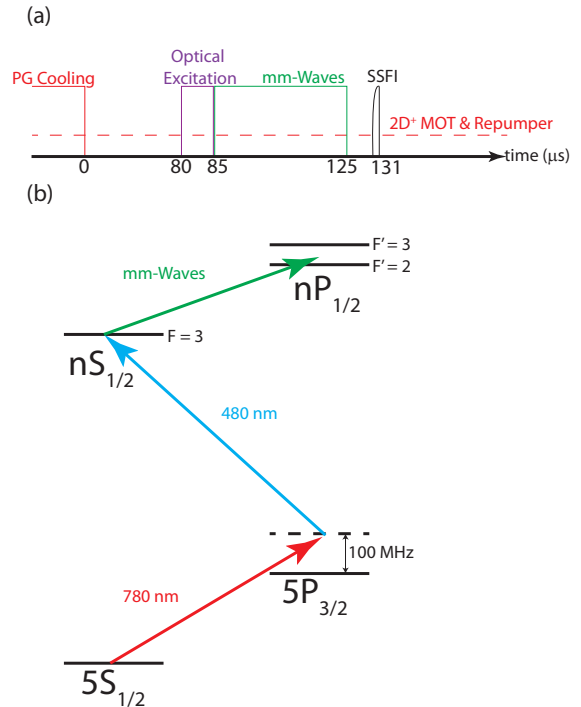 (a)
Optical
PG Cooling
Excitation
mm-Waves
SSFI
2D⁺ MOT & Repumper
time (μs)
0
80
85
125
131
(b)
F' = 3
mm-Waves
F' = 2
nP1/2
F = 3
nS1/2
480 nm
100 MHz
780 nm
5P3/2
5S1/2